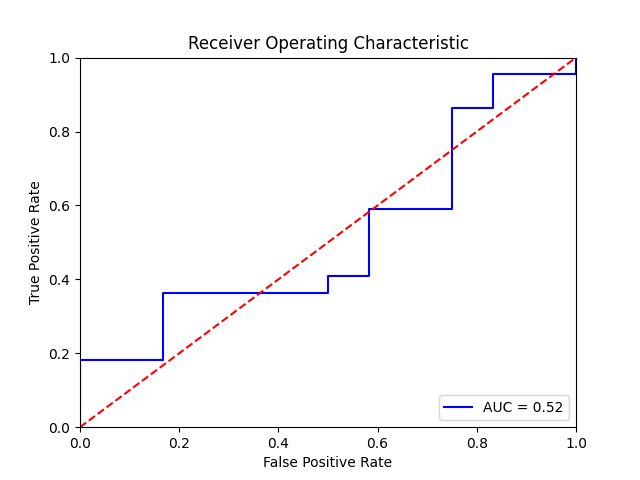 Receiver Operating Characteristic
True Positive Rate
1.0
0.8
0.6
0.4
0.2
0.0
AUC = 0.52
0.0 0.2 0.4 0.6 0.8 1.0
False Positive Rate